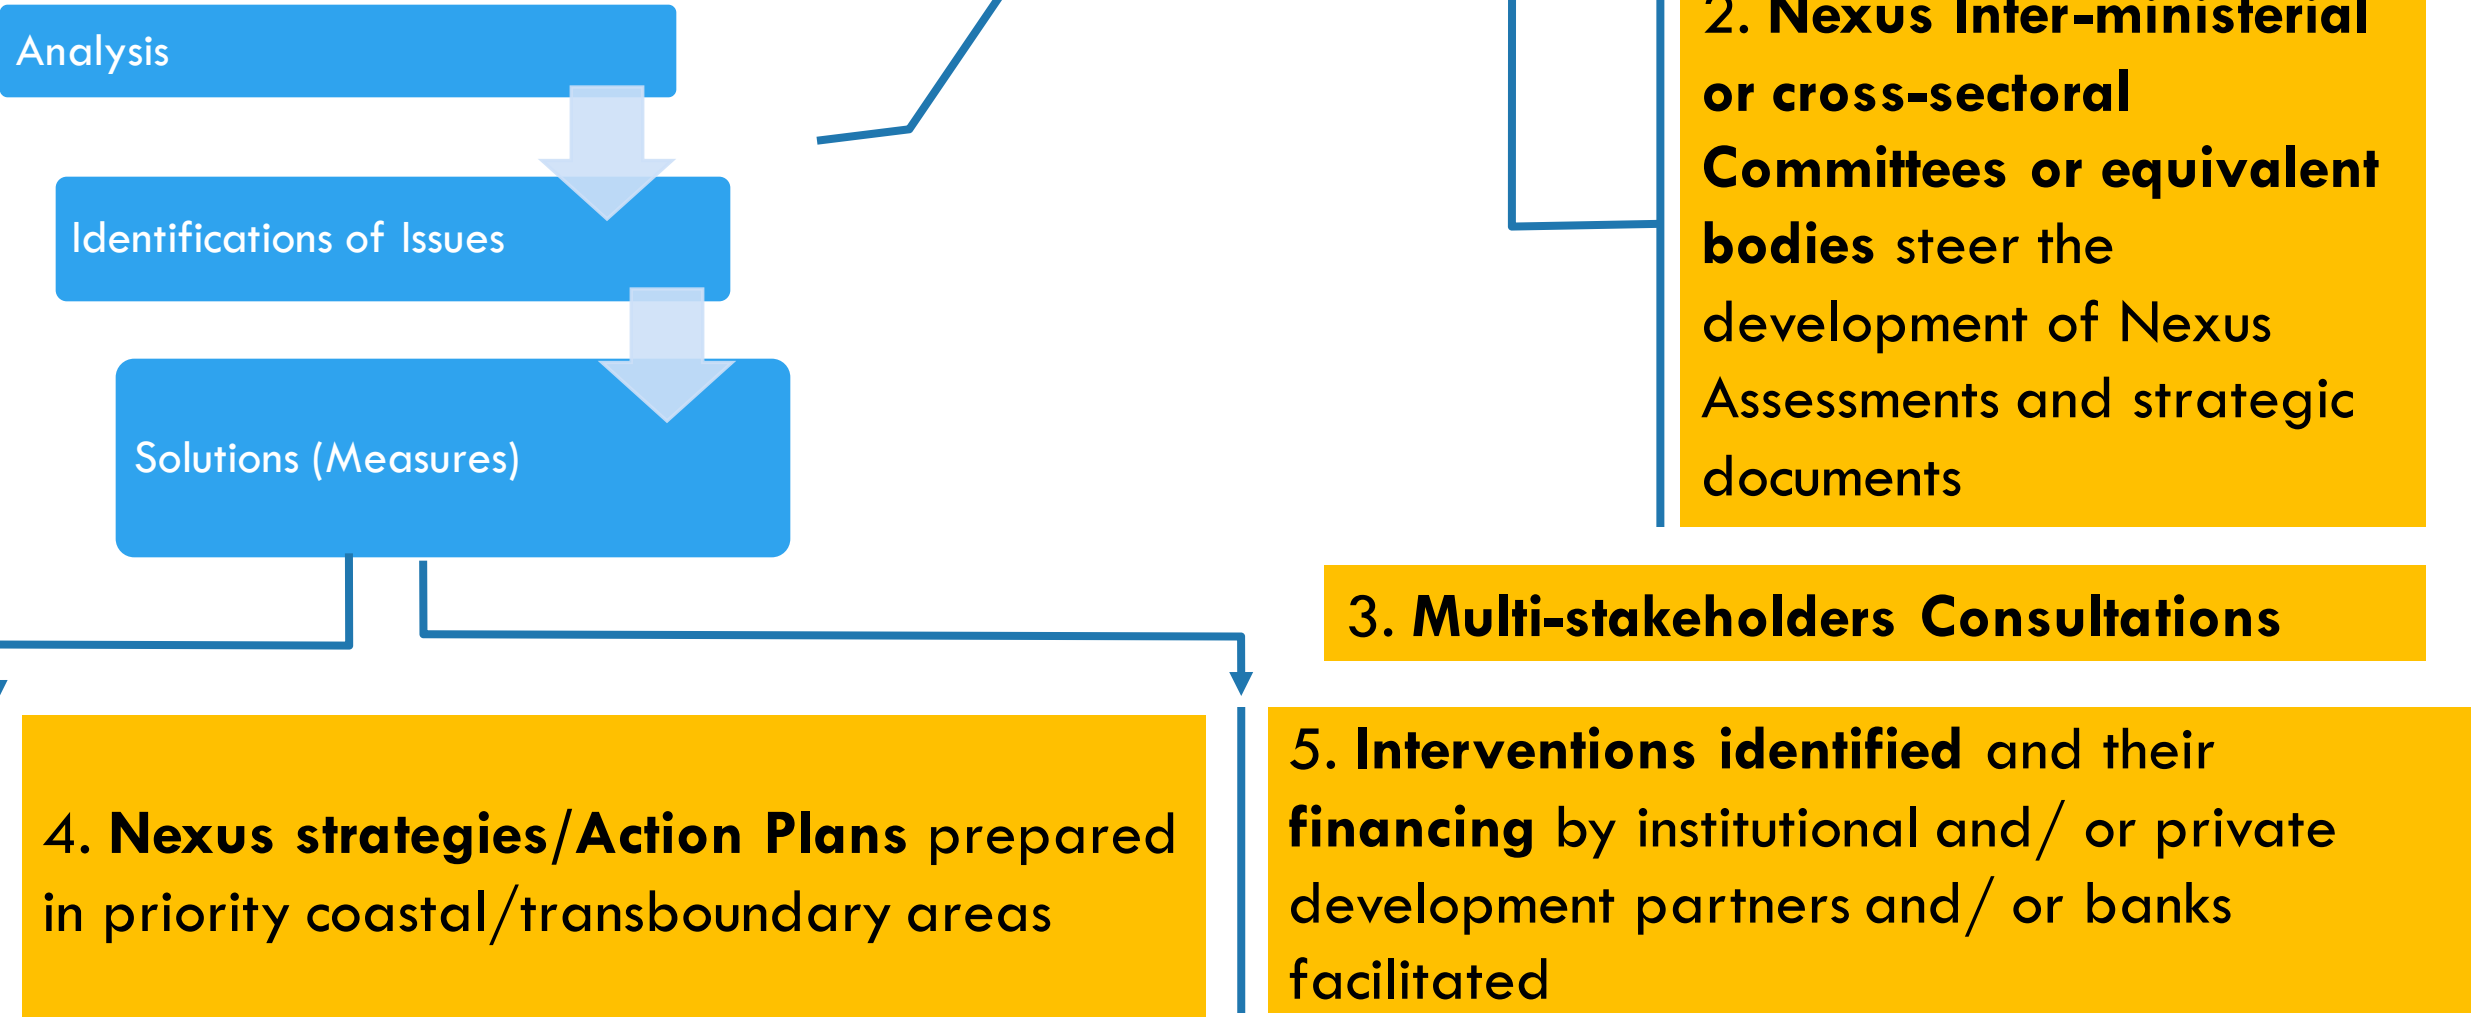 Analysis
Identifications of Issues
Solutions (Measures)
2. Nexus Inter-ministerial
or cross-sectoral
Committees or equivalent
bodies steer the
development of Nexus
Assessments and strategic
documents
3. Multi-stakeholders Consultations
4. Nexus strategies/Action Plans prepared
in priority coastal/transboundary areas
5. Interventions identified and their
financing by institutional and/ or private
development partners and/ or banks
facilitated